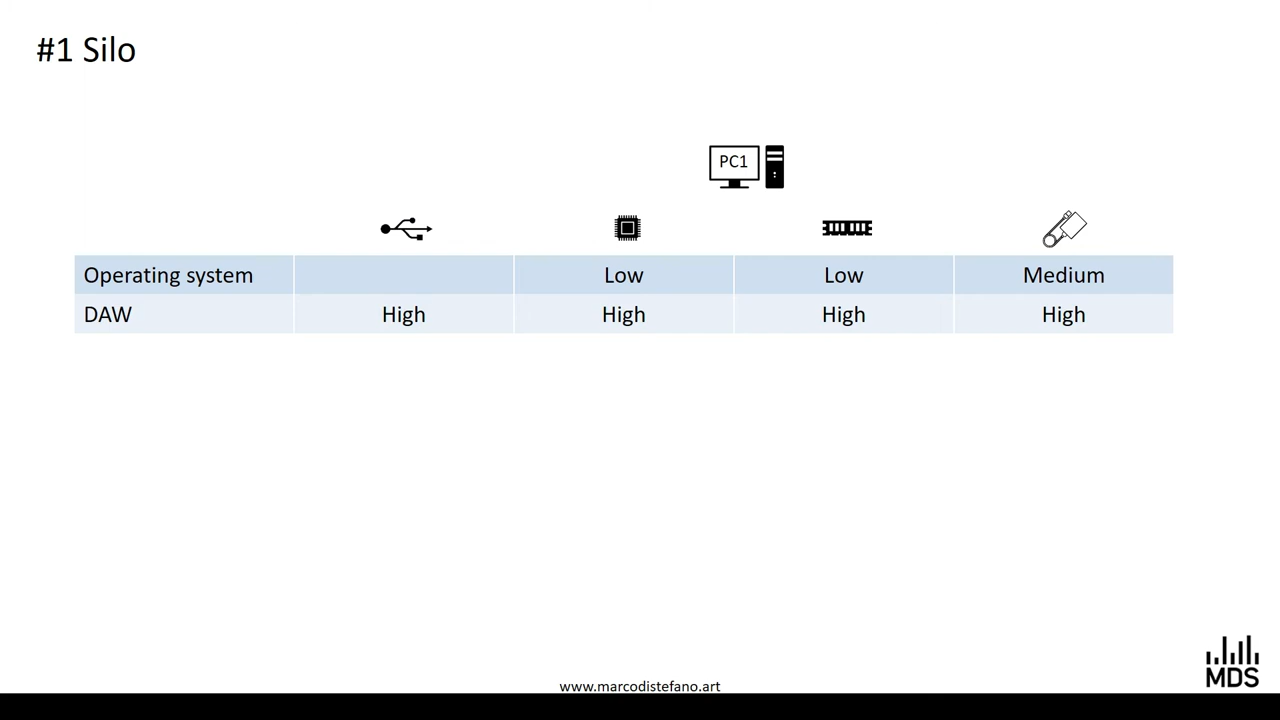 #1 Silo
PC1
Operating system Low Low Medium
DAW High High High High
www.marcodistefano.art
MDS